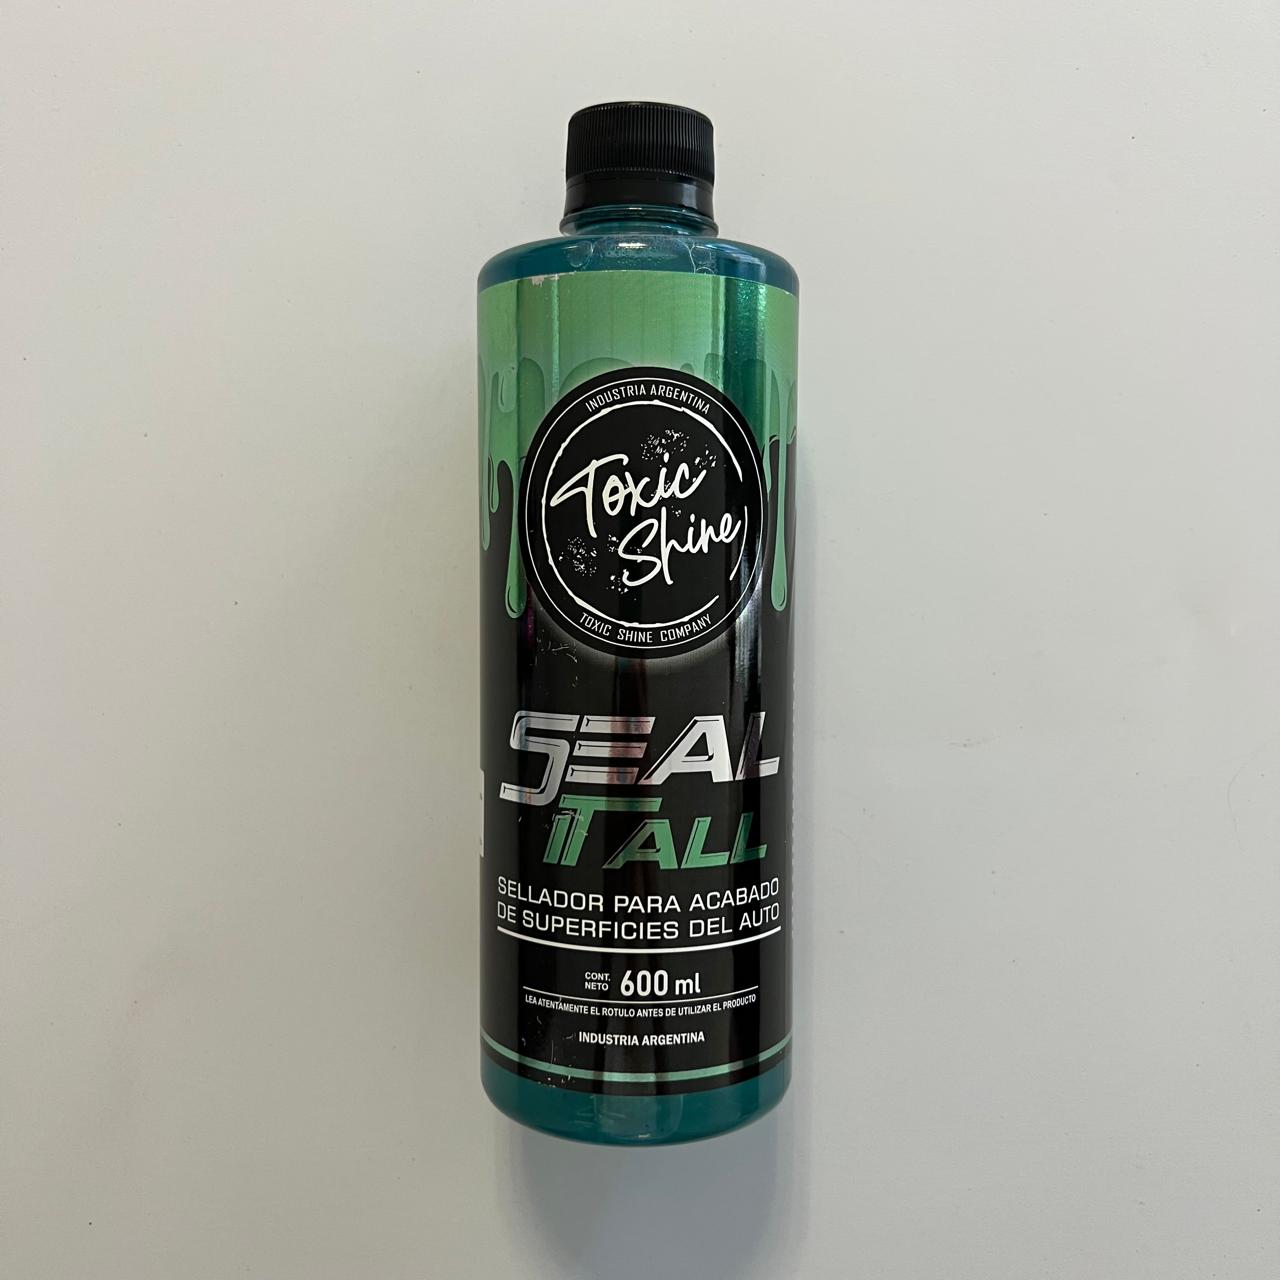 INDUSTRIA ARGENTINA
Toxic
Shine
TOXIC SHINE COMPANY
SEAL
IT ALL
SELLADOR PARA ACABADO
DE SUPERFICIES DEL AUTO
CONT.
NETO 600 ml
LEA ATENTAMENTE EL ROTULO ANTES DE UTILIZAR EL PRODUCTO
INDUSTRIA ARGENTINA